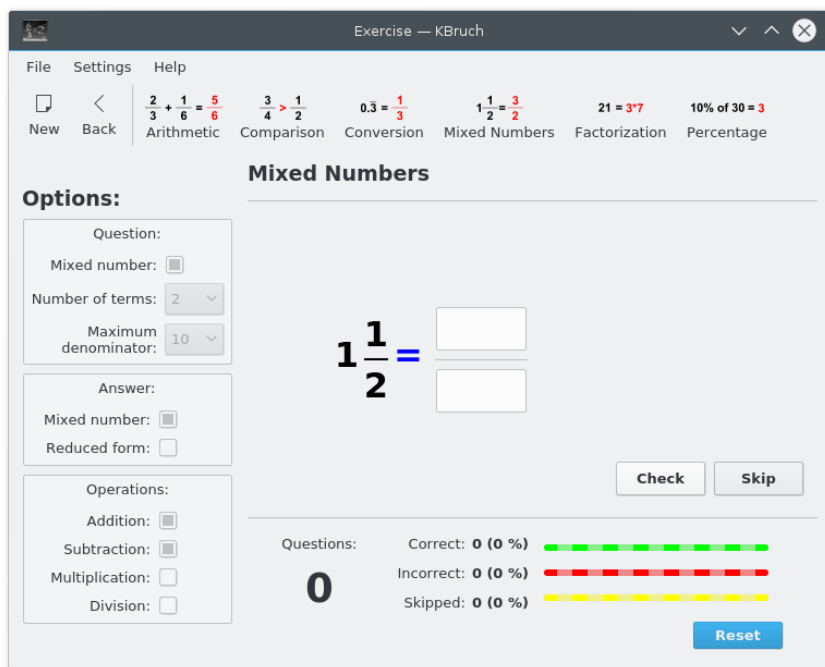 Exercise — KBruch
File Settings Help
New Back
2/3 + 1/6 = 5/6 Arithmetic
3/4 > 1/2 Comparison
0.3̅ = 1/3 Conversion
1 1/2 = 3/2 Mixed Numbers
21 = 3*7 Factorization
10% of 30 = 3 Percentage
Mixed Numbers
Options:
Question:
Mixed number:
Number of terms: 2
Maximum
denominator: 10
Answer:
Mixed number:
Reduced form:
Operations:
Addition:
Subtraction:
Multiplication:
Division:
1 1/2 =
Check Skip
Questions:
0
Correct: 0 (0 %)
Incorrect: 0 (0 %)
Skipped: 0 (0 %)
Reset